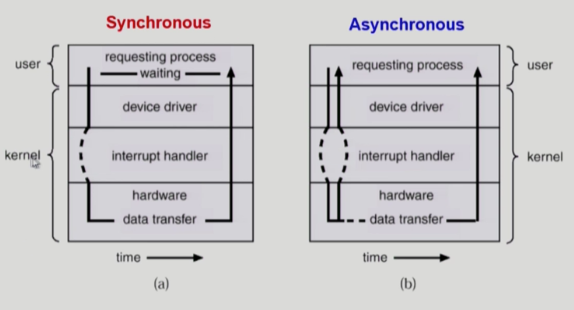 Synchronous
requesting process
waiting
user
device driver
kernel
interrupt handler
hardware
data transfer
time
(a)
Asynchronous
requesting process
user
device driver
interrupt handler
kernel
hardware
data transfer
time
(b)